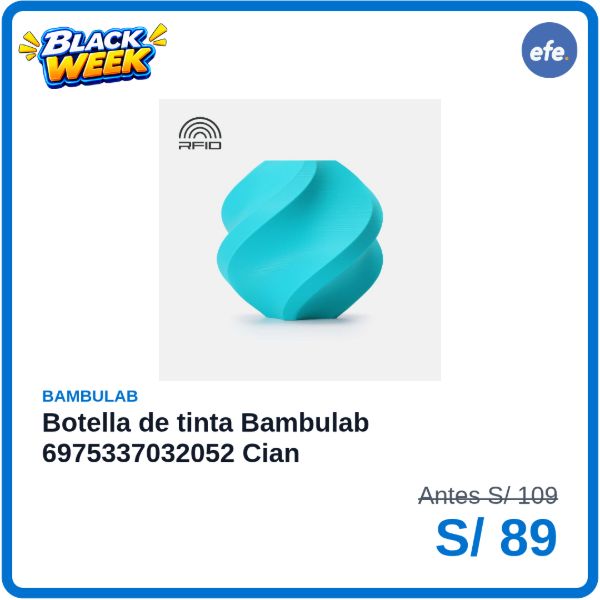 BLACK
WEEK
efe.
RFID
BAMBULAB
Botella de tinta Bambulab
6975337032052 Cian
Antes S/ 109
S/ 89